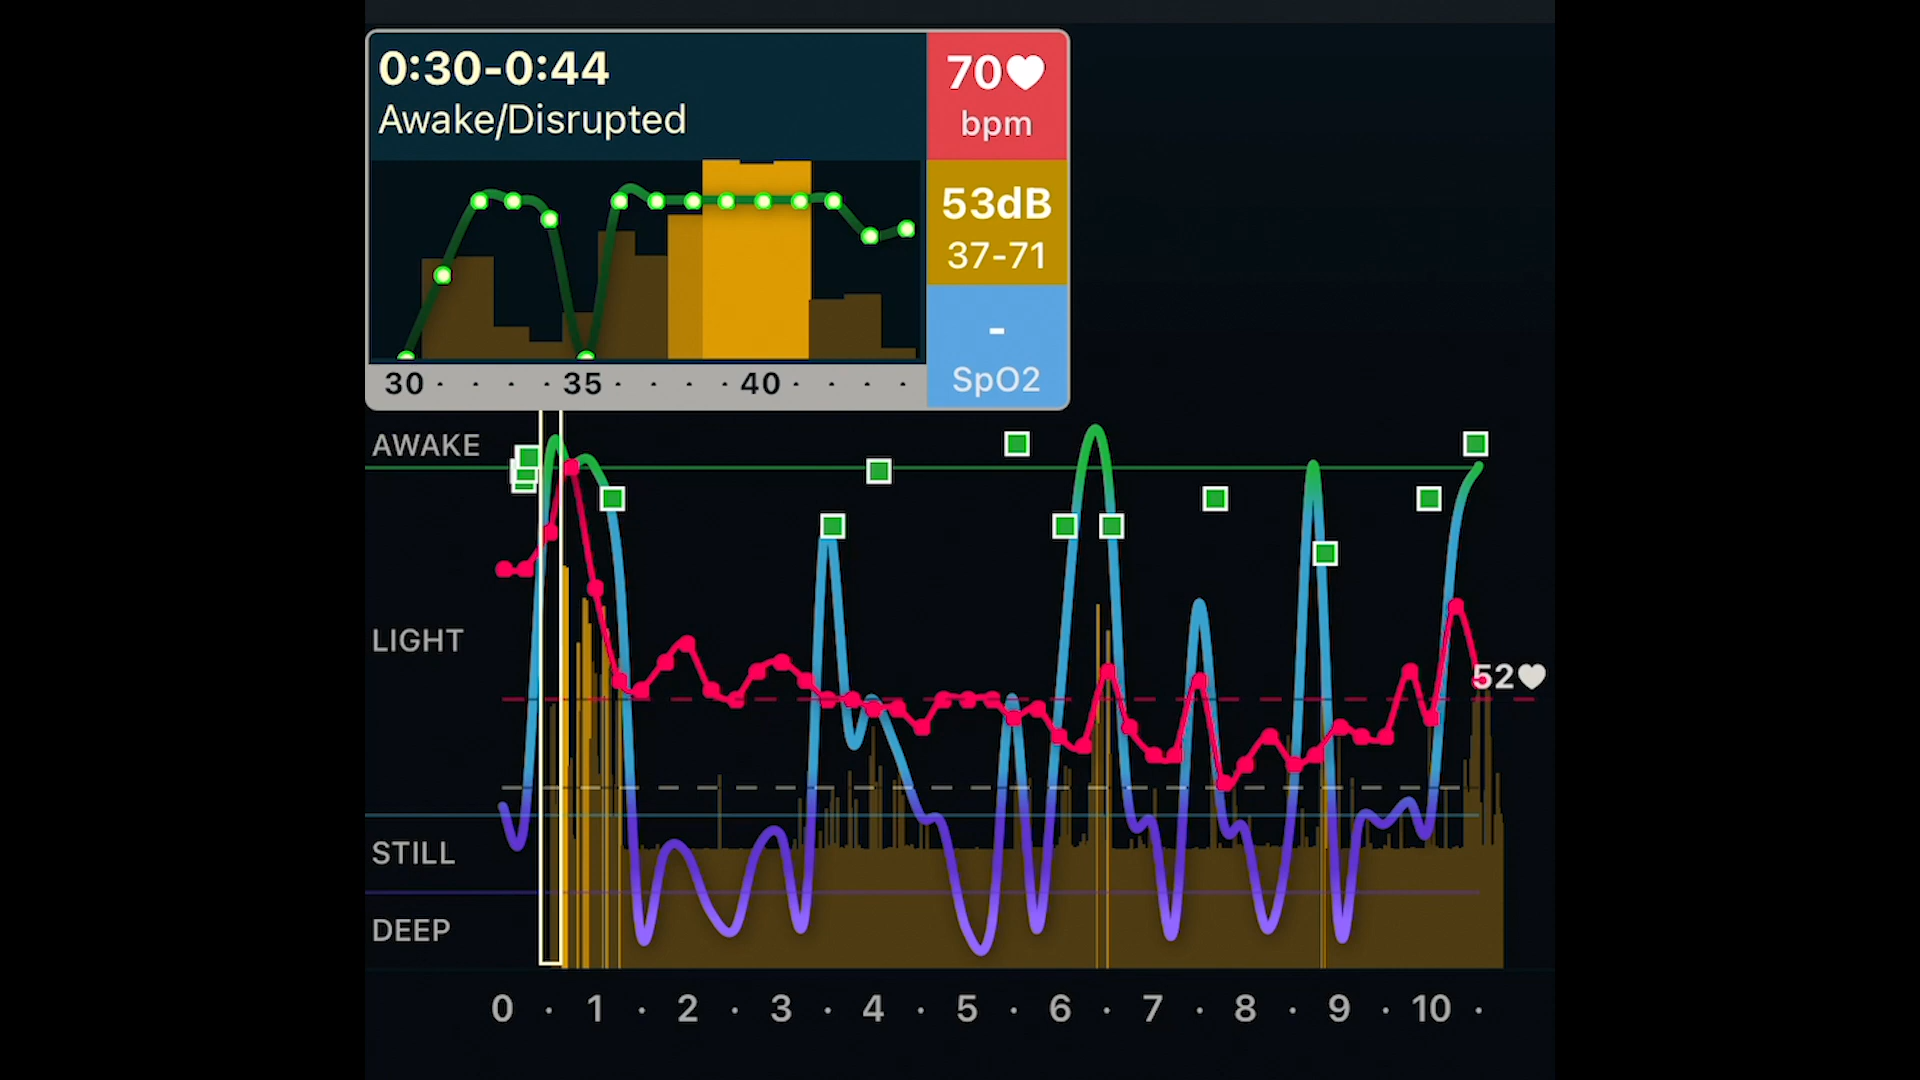 0:30-0:44
Awake/Disrupted
70
bpm
53dB
37-71
-
SpO2
30 · · · · 35 · · · · 40 · · · ·
AWAKE
LIGHT
52
STILL
DEEP
0 · 1 · 2 · 3 · 4 · 5 · 6 · 7 · 8 · 9 · 10 ·